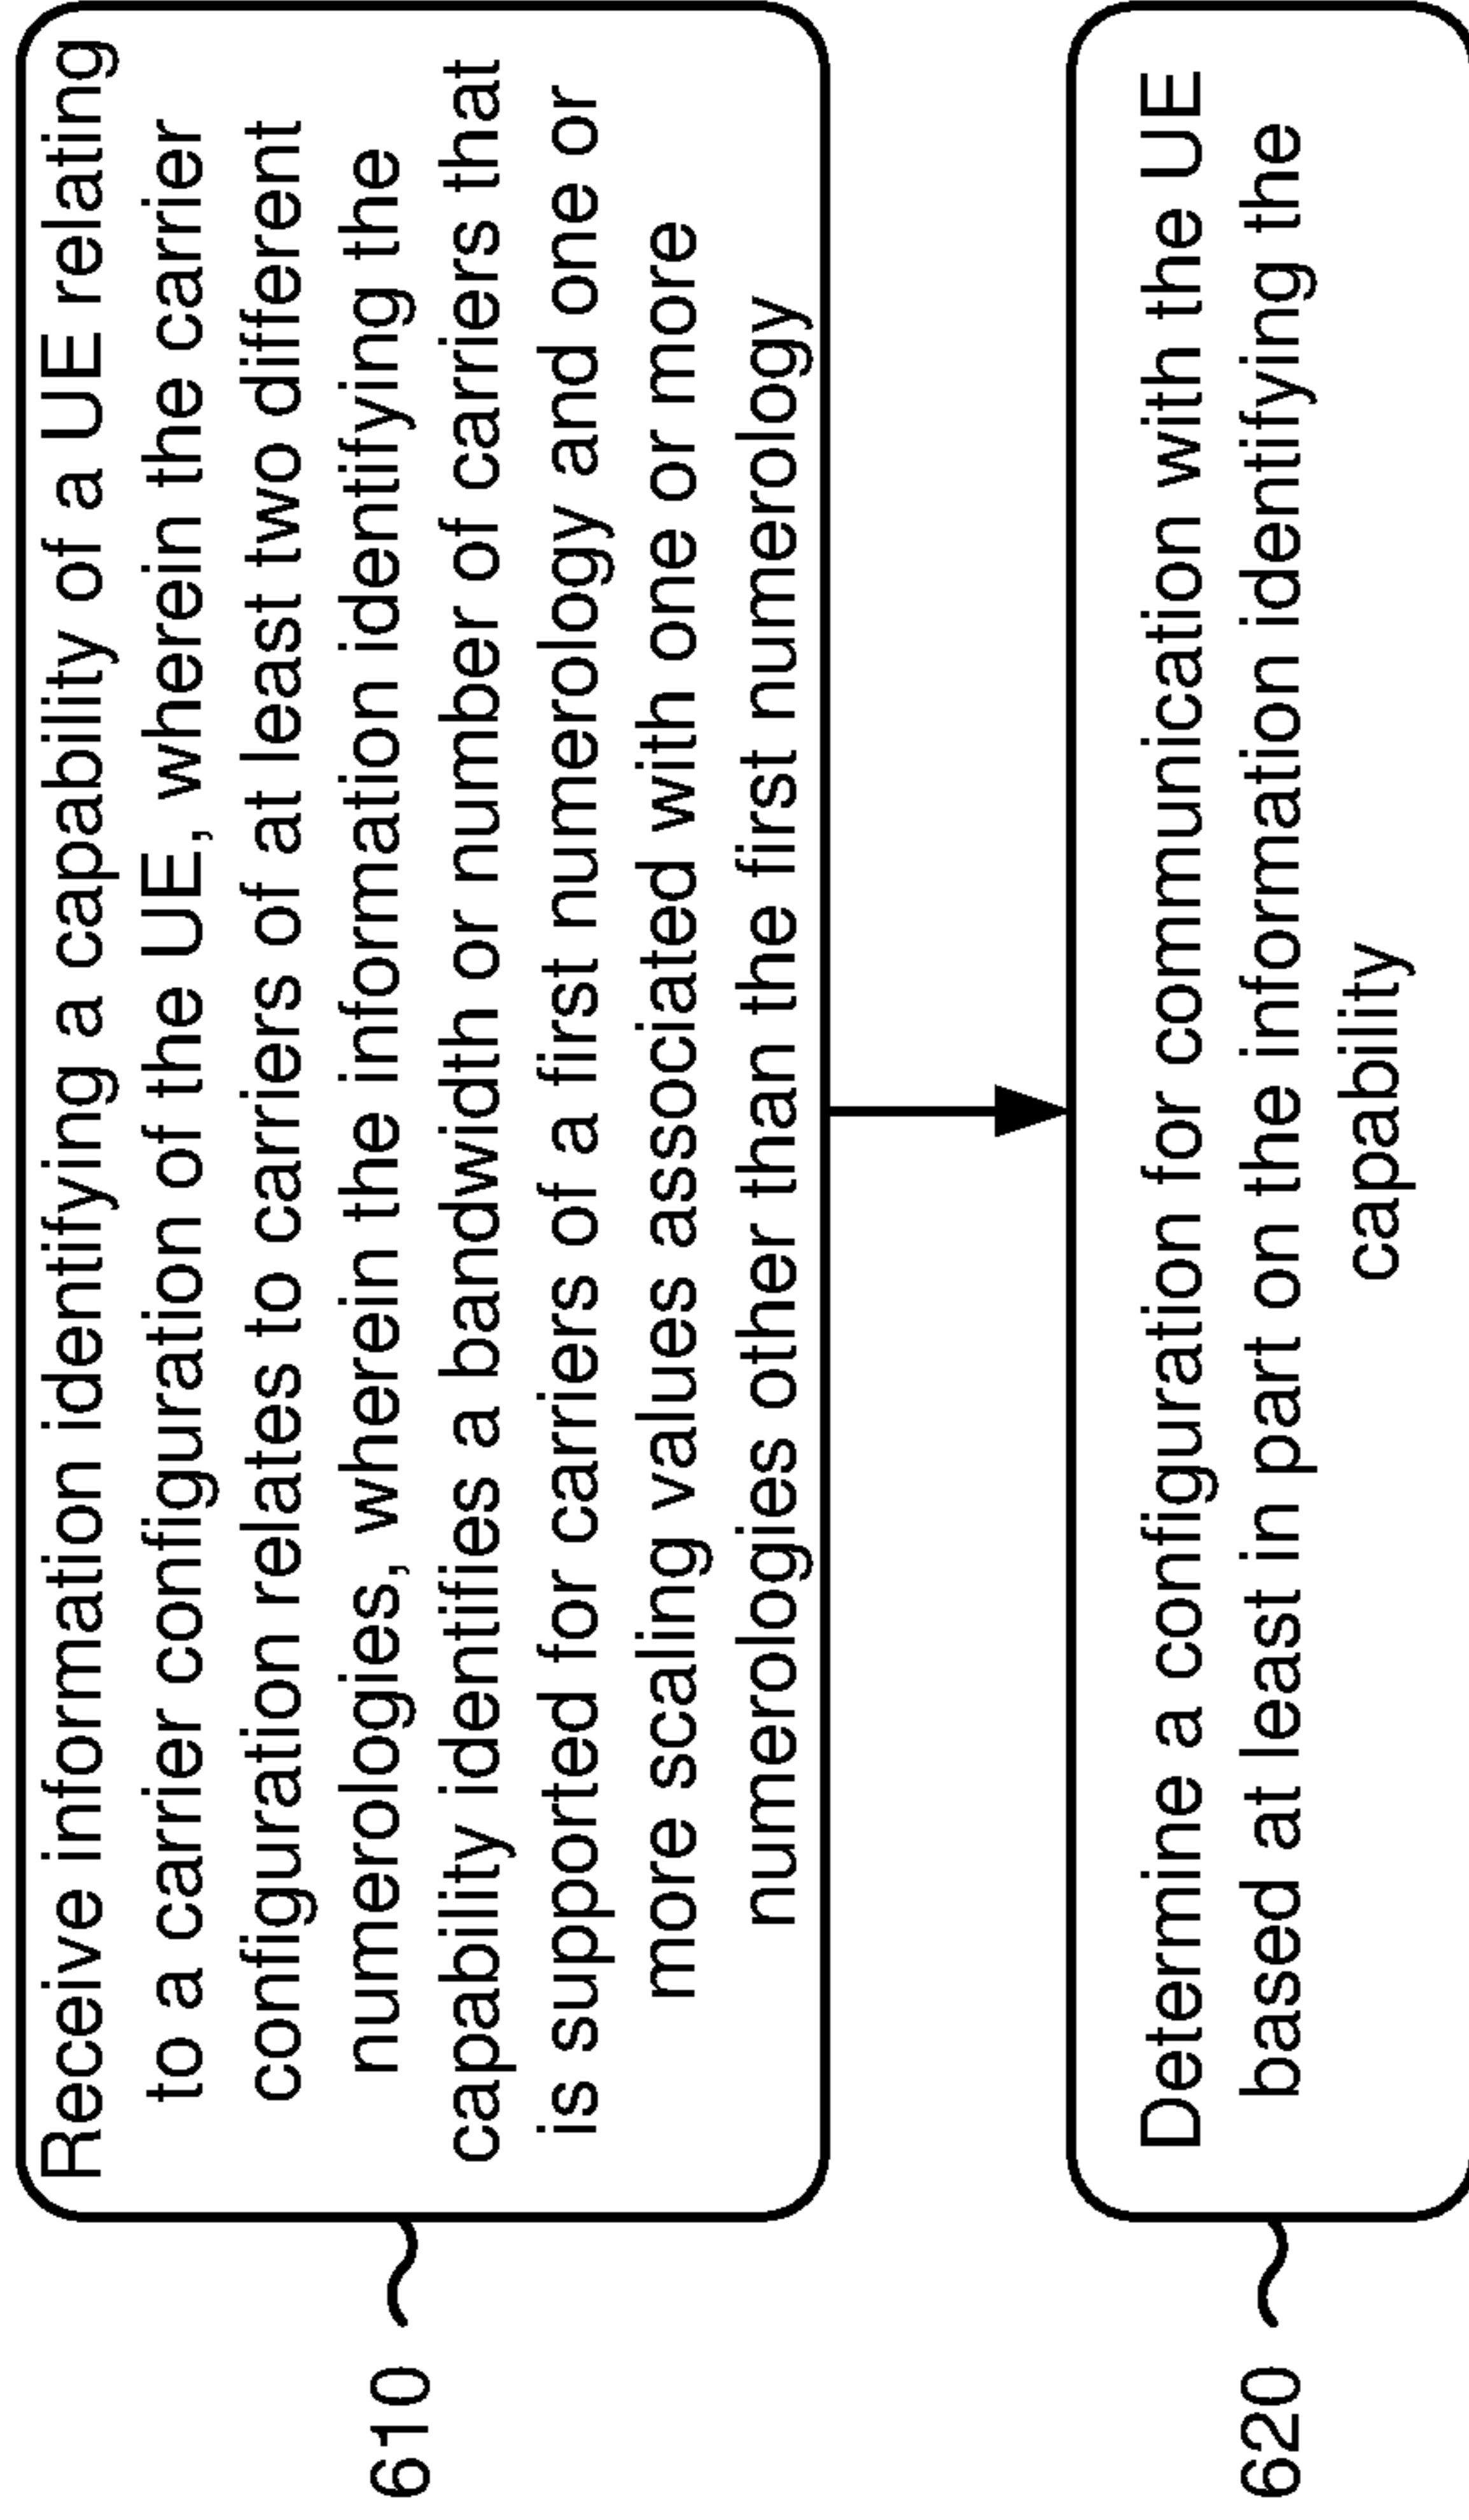 Receive information identifying a capability of a UE relating
to a carrier configuration of the UE, wherein the carrier
configuration relates to carriers of at least two different
numerologies, wherein the information identifying the
capability identifies a bandwidth or number of carriers that
is supported for carriers of a first numerology and one or
more scaling values associated with one or more
numerologies other than the first numerology
610
Determine a configuration for communication with the UE
based at least in part on the information identifying the
capability
620